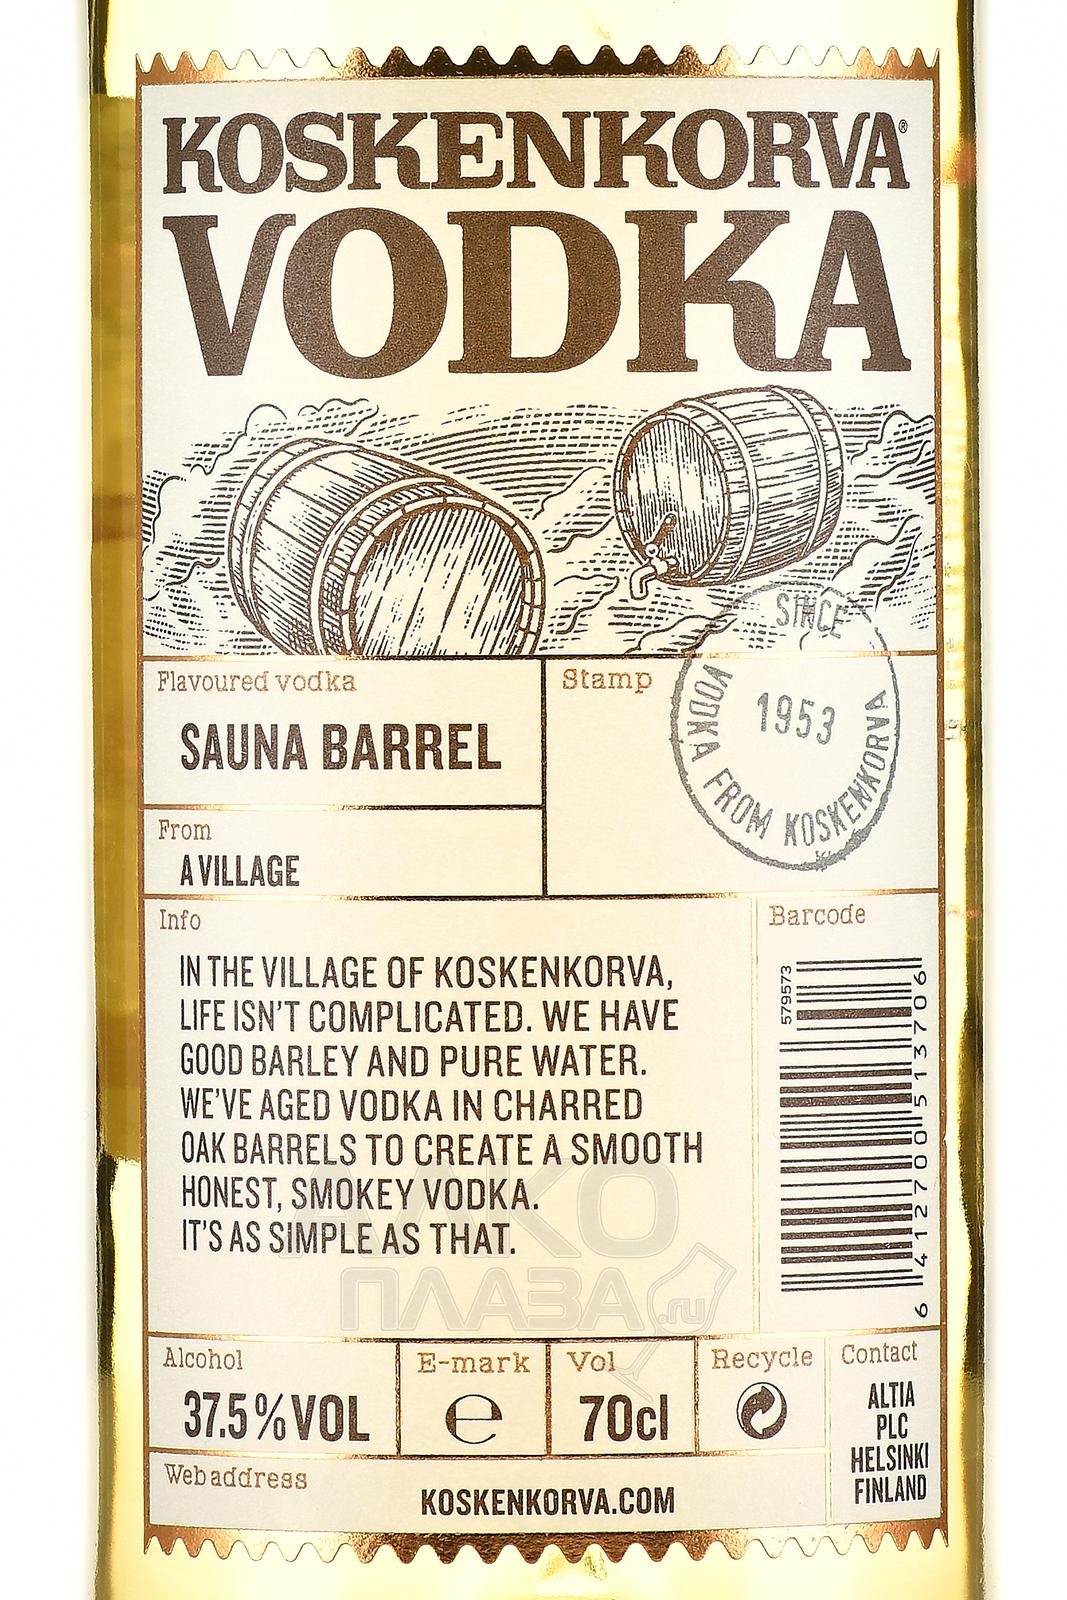 KOSKENKORVA®
VODKA
SINCE
1953
VODKA FROM KOSKENKORVA
Flavoured vodka
SAUNA BARREL
Stamp
From
A VILLAGE
Info
IN THE VILLAGE OF KOSKENKORVA,
LIFE ISN'T COMPLICATED. WE HAVE
GOOD BARLEY AND PURE WATER.
WE'VE AGED VODKA IN CHARRED
OAK BARRELS TO CREATE A SMOOTH
HONEST, SMOKEY VODKA.
IT'S AS SIMPLE AS THAT.
Barcode
579573
6 412700 513706
АЛКО
ПЛАЗА.ru
Alcohol
37.5%VOL
E-mark
e
Vol
70cl
Recycle
Contact
ALTIA
PLC
HELSINKI
FINLAND
Web address
KOSKENKORVA.COM